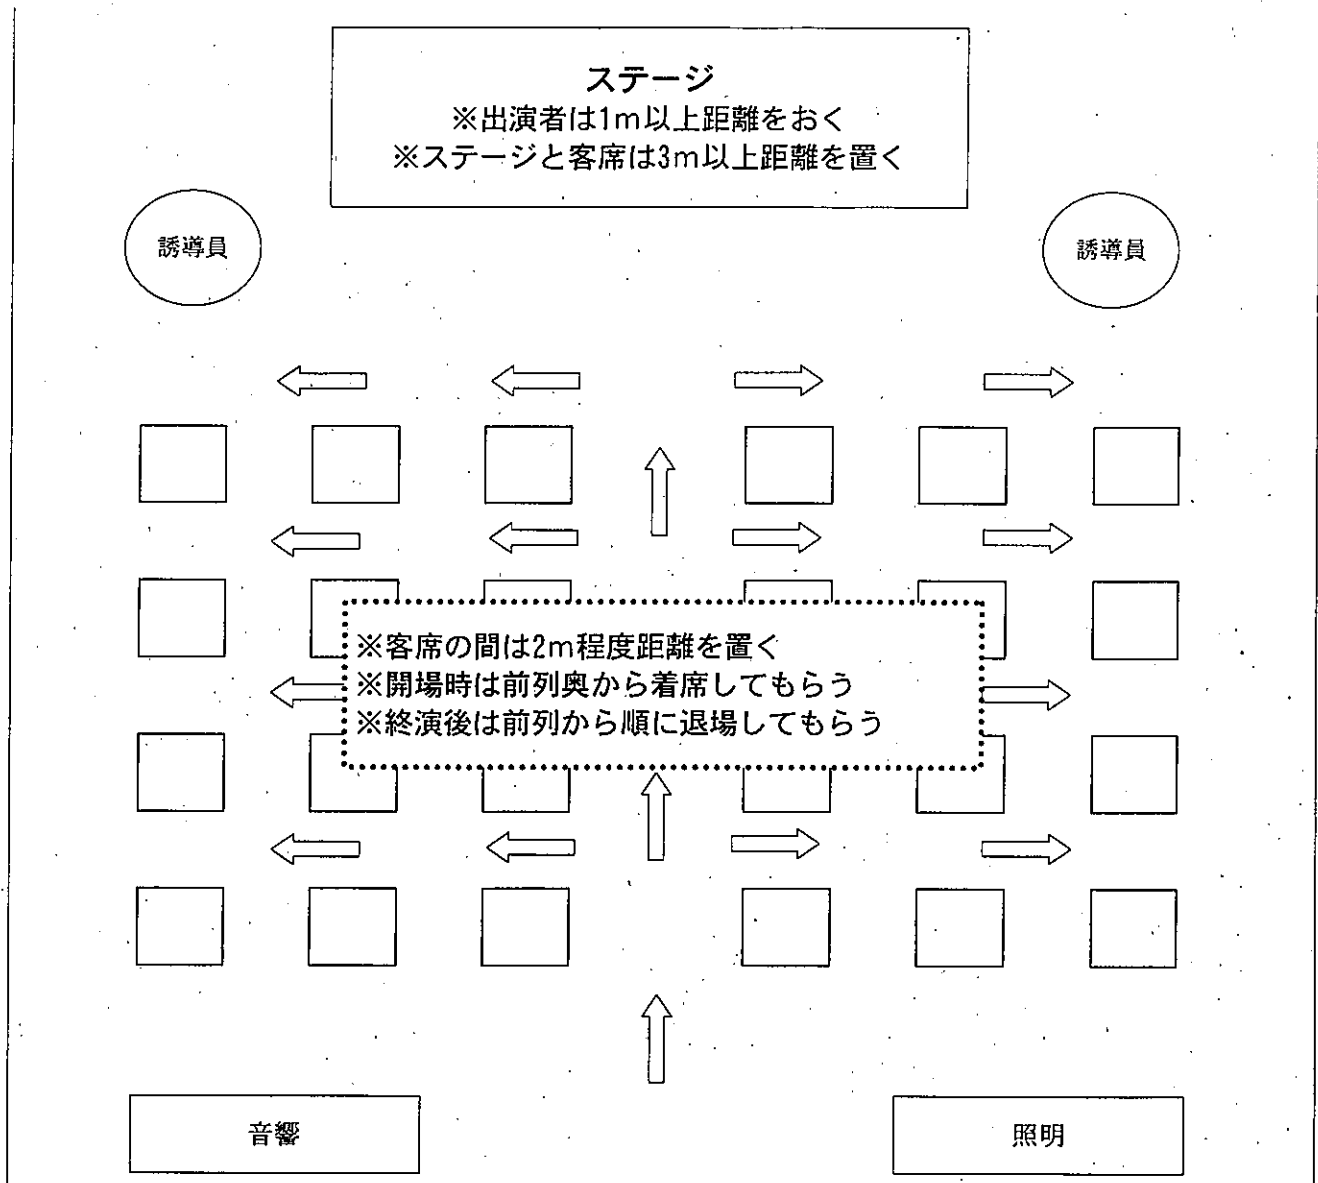 ステージ
※出演者は1m以上距離をおく
※ステージと客席は3m以上距離を置く
誘導員
誘導員
※客席の間は2m程度距離を置く
※開場時は前列奥から着席してもらう
※終演後は前列から順に退場してもらう
音響
照明